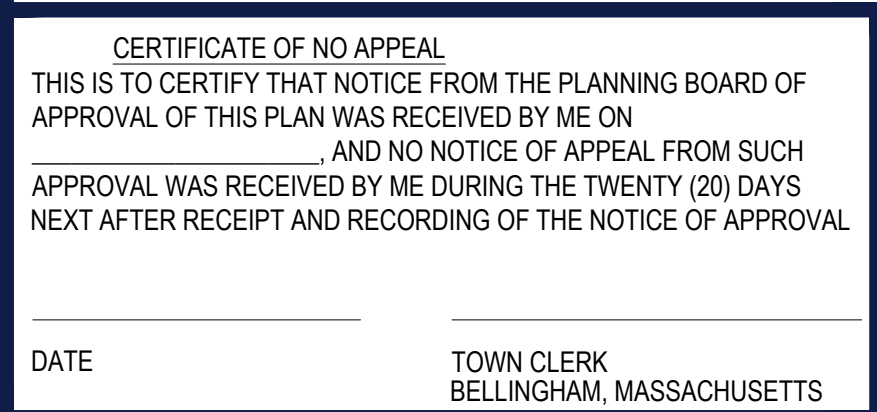 CERTIFICATE OF NO APPEAL
THIS IS TO CERTIFY THAT NOTICE FROM THE PLANNING BOARD OF
APPROVAL OF THIS PLAN WAS RECEIVED BY ME ON
______________________, AND NO NOTICE OF APPEAL FROM SUCH
APPROVAL WAS RECEIVED BY ME DURING THE TWENTY (20) DAYS
NEXT AFTER RECEIPT AND RECORDING OF THE NOTICE OF APPROVAL
DATE
TOWN CLERK
BELLINGHAM, MASSACHUSETTS